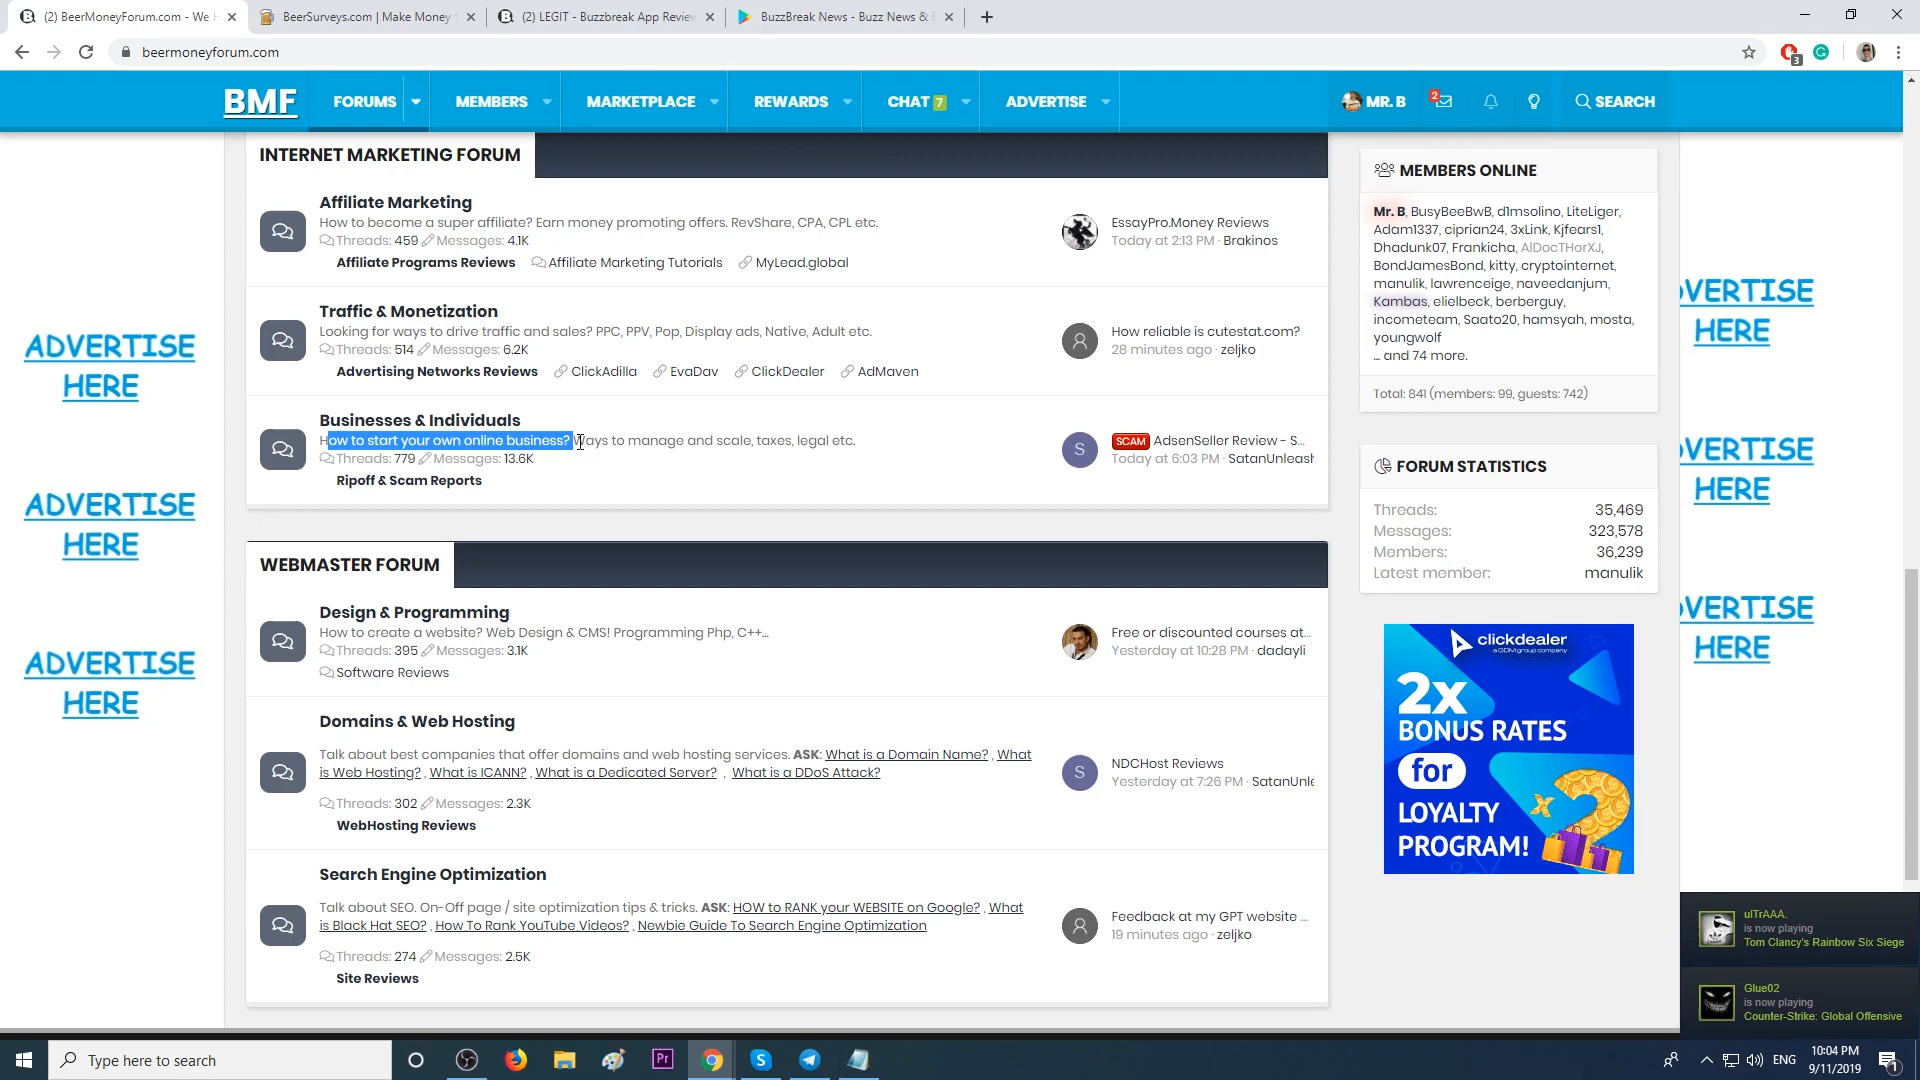 (2) BeerMoneyForum.com - We H
BeerSurveys.com | Make Money
(2) LEGIT - Buzzbreak App Review
BuzzBreak News - Buzz News & E
beermoneyforum.com
3
BMF
FORUMS
MEMBERS
MARKETPLACE
REWARDS
CHAT 7
ADVERTISE
MR. B
2
SEARCH
INTERNET MARKETING FORUM
Affiliate Marketing
How to become a super affiliate? Earn money promoting offers. RevShare, CPA, CPL etc.
Threads: 459 Messages: 4.1K
Affiliate Programs Reviews Affiliate Marketing Tutorials MyLead.global
EssayPro.Money Reviews
Today at 2:13 PM · Brakinos
Traffic & Monetization
Looking for ways to drive traffic and sales? PPC, PPV, Pop, Display ads, Native, Adult etc.
Threads: 514 Messages: 6.2K
Advertising Networks Reviews ClickAdilla EvaDav ClickDealer AdMaven
How reliable is cutestat.com?
28 minutes ago · zeljko
Businesses & Individuals
How to start your own online business? Ways to manage and scale, taxes, legal etc.
Threads: 779 Messages: 13.6K
Ripoff & Scam Reports
S
SCAM AdsenSeller Review - S...
Today at 6:03 PM · SatanUnleash
WEBMASTER FORUM
Design & Programming
How to create a website? Web Design & CMS! Programming Php, C++...
Threads: 395 Messages: 3.1K
Software Reviews
Free or discounted courses at...
Yesterday at 10:28 PM · dadayli
Domains & Web Hosting
Talk about best companies that offer domains and web hosting services. ASK: What is a Domain Name? , What
is Web Hosting? , What is ICANN? , What is a Dedicated Server? , What is a DDoS Attack?
Threads: 302 Messages: 2.3K
WebHosting Reviews
S
NDCHost Reviews
Yesterday at 7:26 PM · SatanUnle
Search Engine Optimization
Talk about SEO. On-Off page / site optimization tips & tricks. ASK: HOW to RANK your WEBSITE on Google? , What
is Black Hat SEO? , How To Rank YouTube Videos? , Newbie Guide To Search Engine Optimization
Threads: 274 Messages: 2.5K
Site Reviews
Feedback at my GPT website ...
19 minutes ago · zeljko
MEMBERS ONLINE
Mr. B, BusyBeeBwB, d1msolino, LiteLiger,
Adam1337, ciprian24, 3xLink, Kjfears1,
Dhadunk07, Frankicha, AlDocTHorXJ,
BondJamesBond, kitty, cryptointernet,
manulik, lawrenceige, naveedanjum,
Kambas, elielbeck, berberguy,
incometeam, Saato20, hamsyah, mosta,
youngwolf
... and 74 more.
Total: 841 (members: 99, guests: 742)
FORUM STATISTICS
Threads: 35,469
Messages: 323,578
Members: 36,239
Latest member: manulik
clickdealer
a GDM group company
2x
BONUS RATES
for
LOYALTY
PROGRAM!
x2
ADVERTISE
HERE
ADVERTISE
HERE
ADVERTISE
HERE
VERTISE
HERE
VERTISE
HERE
VERTISE
HERE
ulTrAAA.
is now playing
Tom Clancy's Rainbow Six Siege
Glue02
is now playing
Counter-Strike: Global Offensive
Type here to search
Pr
ENG
10:04 PM
9/11/2019
1